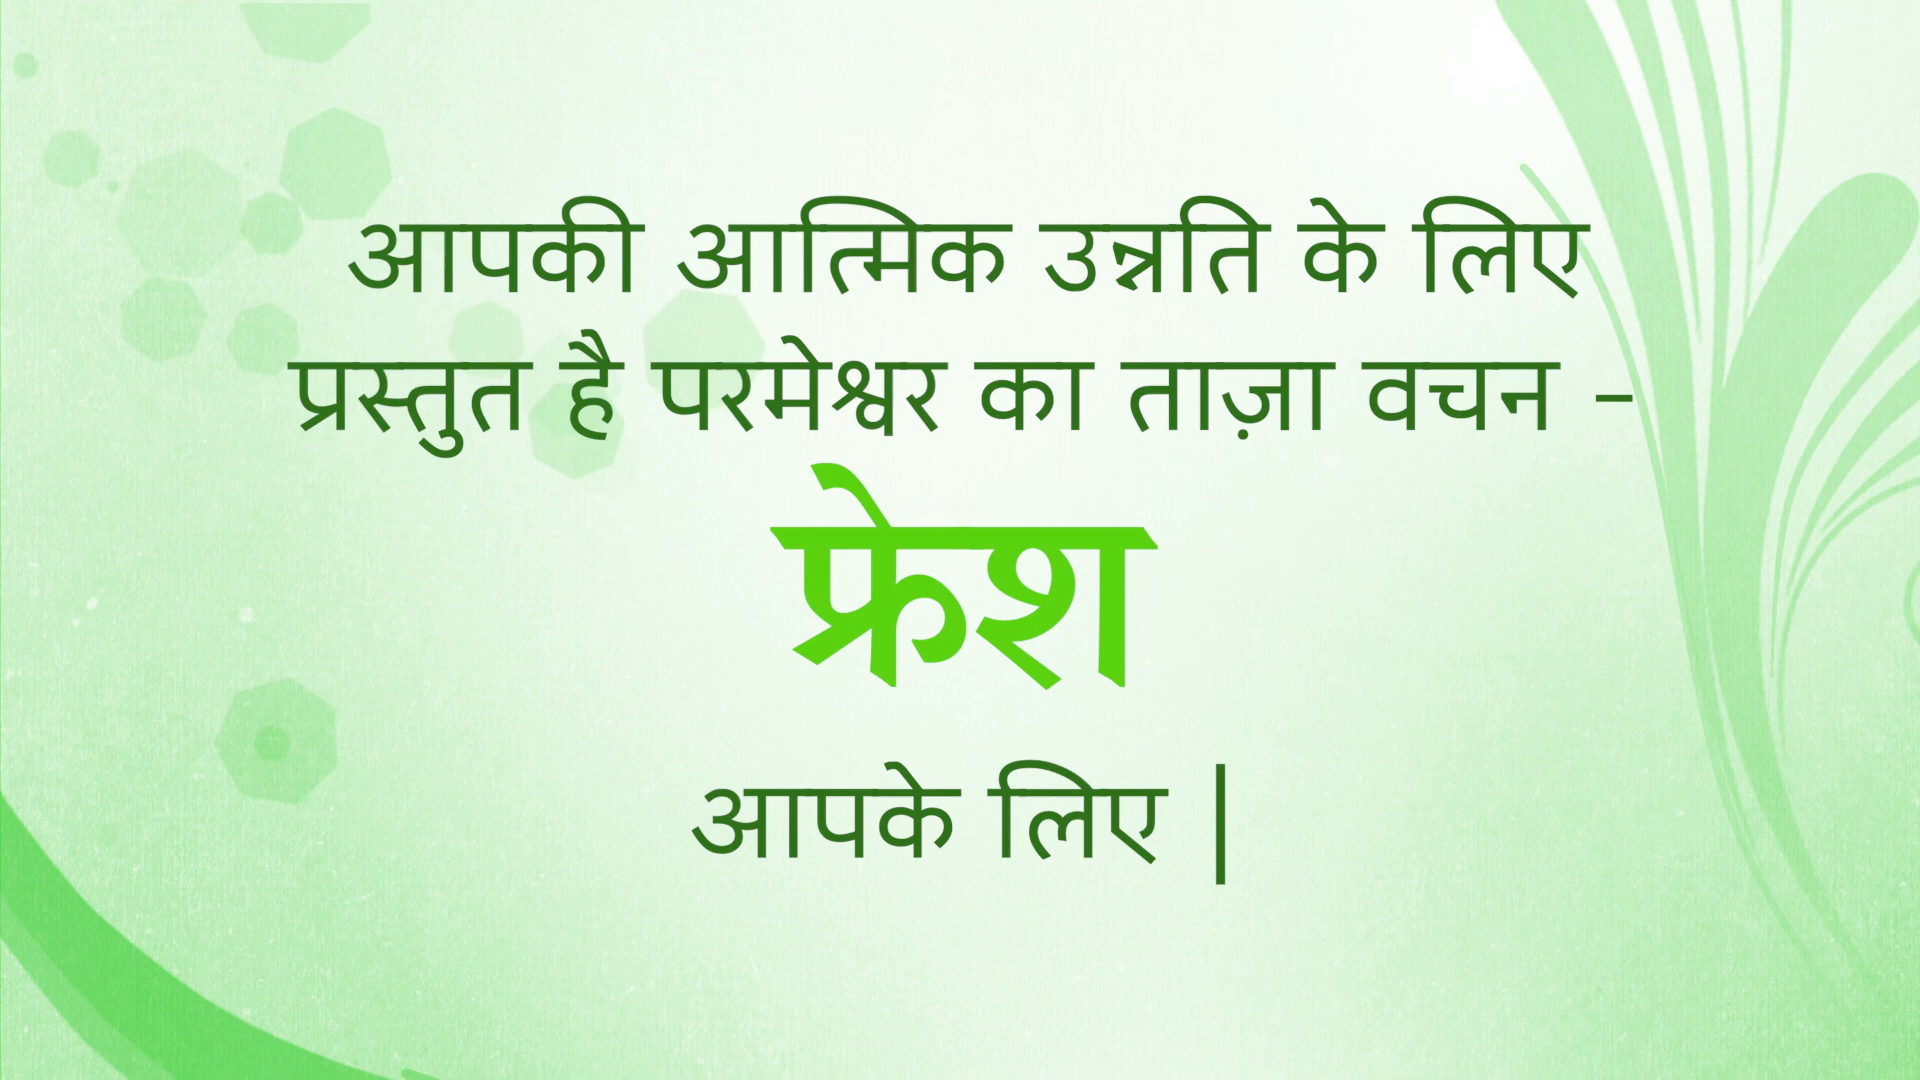 आपकी आत्मिक उन्नति के लिए
प्रस्तुत है परमेश्वर का ताज़ा वचन –
फ्रेश
आपके लिए |